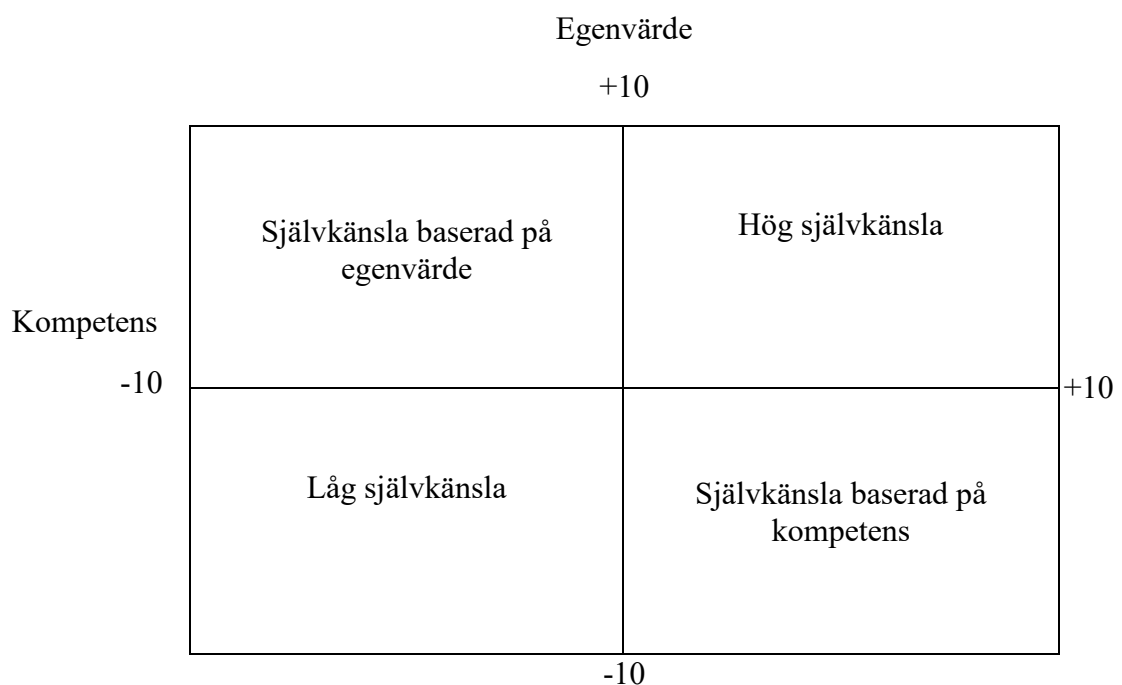 Egenvärde
+10
Självkänsla baserad på
egenvärde
Hög självkänsla
Kompetens
-10
+10
Låg självkänsla
Självkänsla baserad på
kompetens
-10